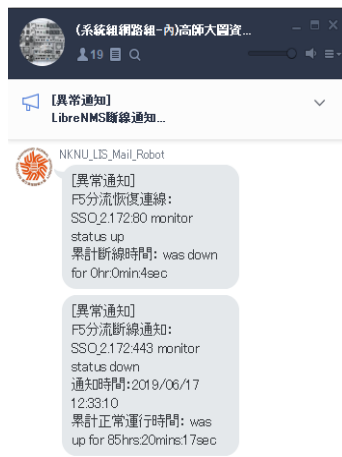 (系統組網路組-內)高師大圖資...
19
[異常通知]
LibreNMS斷線通知...
NKNU_LIS_Mail_Robot
[異常通知]
F5分流恢復連線：
SSO_2.172:80 monitor
status up
累計斷線時間：was down
for 0hr:0min:4sec
[異常通知]
F5分流斷線通知：
SSO_2.172:443 monitor
status down
通知時間：2019/06/17
12:33:10
累計正常運行時間：was
up for 85hrs:20mins:17sec